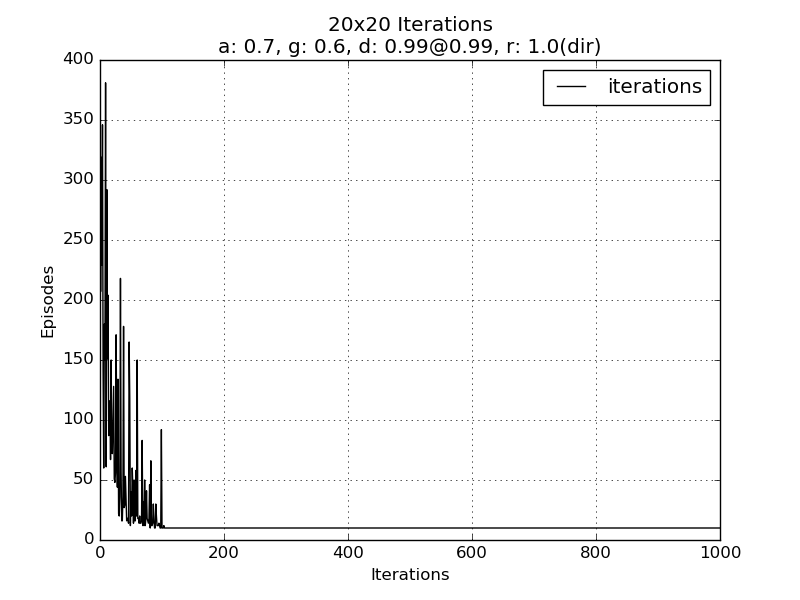 20x20 Iterations
a: 0.7, g: 0.6, d: 0.99@0.99, r: 1.0(dir)
400
350
300
250
200
150
100
50
0
iterations
Episodes
0 200 400 600 800 1000
Iterations